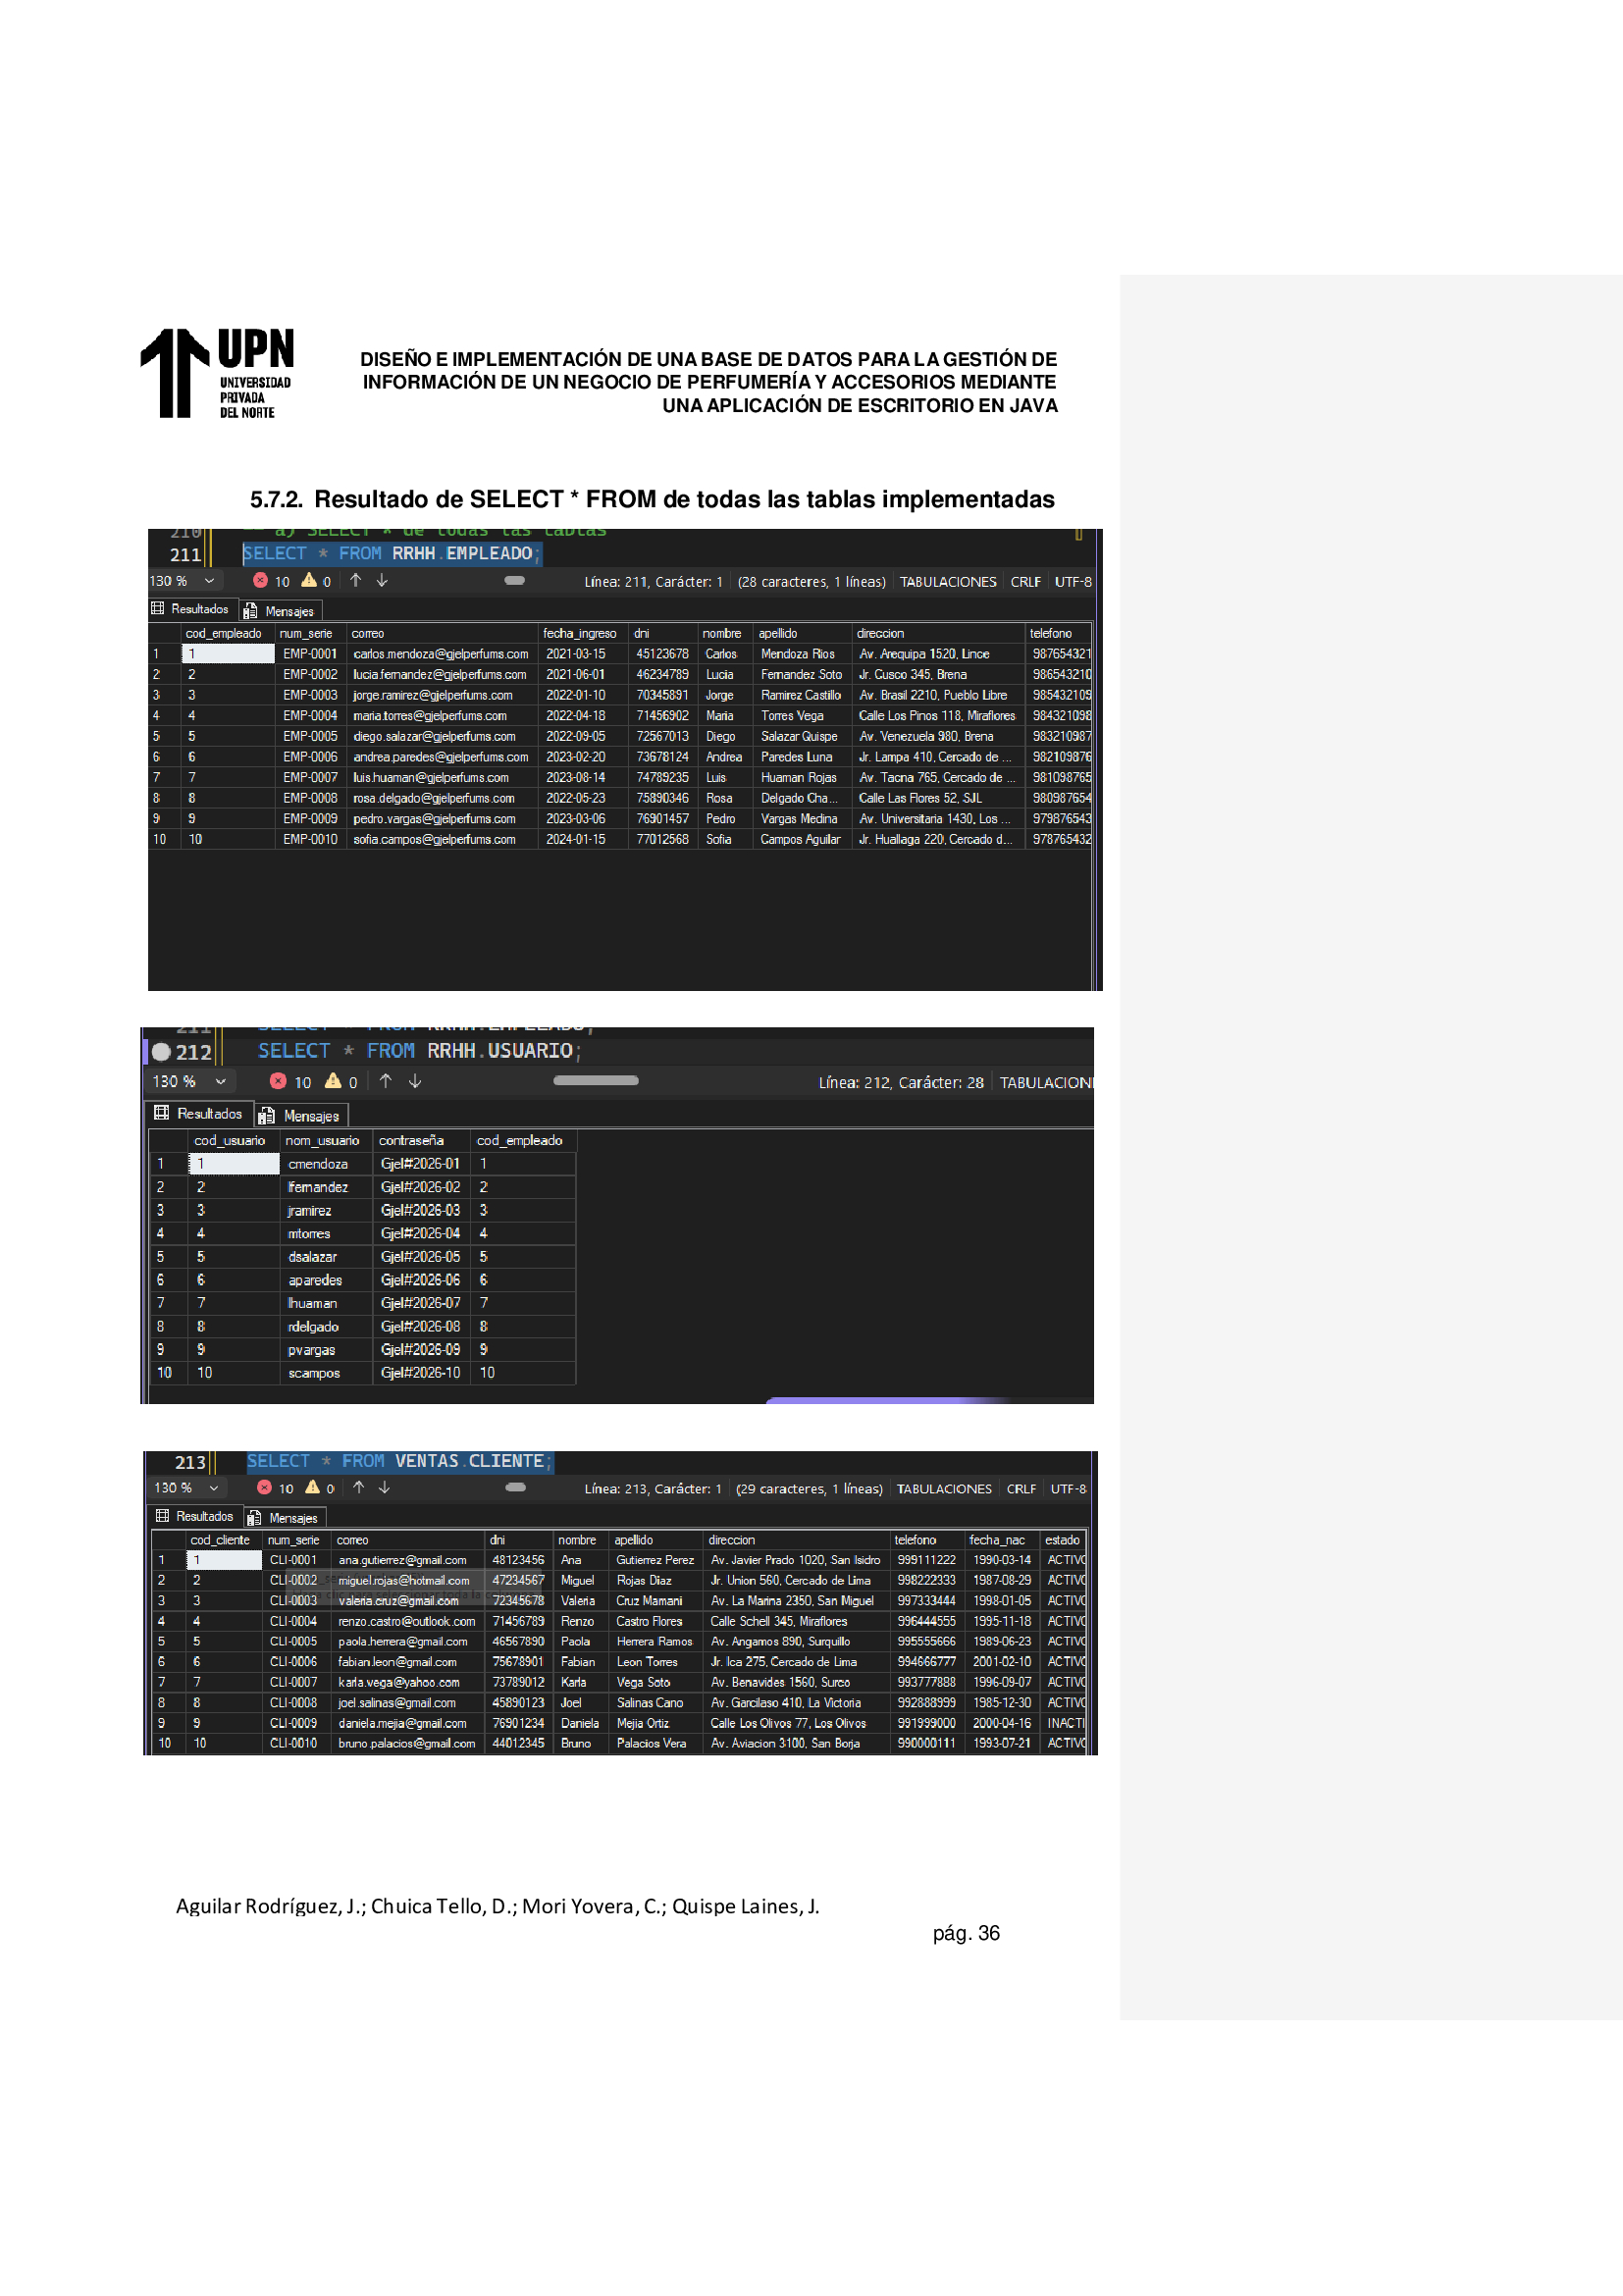 UPN
UNIVERSIDAD
PRIVADA
DEL NORTE
DISEÑO E IMPLEMENTACIÓN DE UNA BASE DE DATOS PARA LA GESTIÓN DE
INFORMACIÓN DE UN NEGOCIO DE PERFUMERÍA Y ACCESORIOS MEDIANTE
UNA APLICACIÓN DE ESCRITORIO EN JAVA
5.7.2. Resultado de SELECT * FROM de todas las tablas implementadas
210 a) SELECT * de todas las tablas
211 SELECT * FROM RRHH.EMPLEADO;
130 % 10 0 Línea: 211, Carácter: 1 (28 caracteres, 1 líneas) TABULACIONES CRLF UTF-8
Resultados Mensajes
cod_empleado num_serie correo fecha_ingreso dni nombre apellido direccion telefono
1 1 EMP-0001 carlos.mendoza@gjelperfums.com 2021-03-15 45123678 Carlos Mendoza Rios Av. Arequipa 1520, Lince 987654321
2 2 EMP-0002 lucia.fernandez@gjelperfums.com 2021-06-01 46234789 Lucia Fernandez Soto Jr. Cusco 345, Brena 986543210
3 3 EMP-0003 jorge.ramirez@gjelperfums.com 2022-01-10 70345891 Jorge Ramirez Castillo Av. Brasil 2210, Pueblo Libre 985432109
4 4 EMP-0004 maria.torres@gjelperfums.com 2022-04-18 71456902 Maria Torres Vega Calle Los Pinos 118, Miraflores 984321098
5 5 EMP-0005 diego.salazar@gjelperfums.com 2022-09-05 72567013 Diego Salazar Quispe Av. Venezuela 980, Brena 983210987
6 6 EMP-0006 andrea.paredes@gjelperfums.com 2023-02-20 73678124 Andrea Paredes Luna Jr. Lampa 410, Cercado de ... 982109876
7 7 EMP-0007 luis.huaman@gjelperfums.com 2023-08-14 74789235 Luis Huaman Rojas Av. Tacna 765, Cercado de ... 981098765
8 8 EMP-0008 rosa.delgado@gjelperfums.com 2022-05-23 75890346 Rosa Delgado Cha... Calle Las Flores 52, SJL 980987654
9 9 EMP-0009 pedro.vargas@gjelperfums.com 2023-03-06 76901457 Pedro Vargas Medina Av. Universitaria 1430, Los ... 979876543
10 10 EMP-0010 sofia.campos@gjelperfums.com 2024-01-15 77012568 Sofia Campos Aguilar Jr. Huallaga 220, Cercado d... 978765432
211 SELECT * FROM RRHH.EMPLEADO;
212 SELECT * FROM RRHH.USUARIO;
130 % 10 0 Línea: 212, Carácter: 28 TABULACION
Resultados Mensajes
cod_usuario nom_usuario contraseña cod_empleado
1 1 cmendoza Gjel#2026-01 1
2 2 lfernandez Gjel#2026-02 2
3 3 jramirez Gjel#2026-03 3
4 4 mtorres Gjel#2026-04 4
5 5 dsalazar Gjel#2026-05 5
6 6 aparedes Gjel#2026-06 6
7 7 lhuaman Gjel#2026-07 7
8 8 rdelgado Gjel#2026-08 8
9 9 pvargas Gjel#2026-09 9
10 10 scampos Gjel#2026-10 10
213 SELECT * FROM VENTAS.CLIENTE;
130 % 10 0 Línea: 213, Carácter: 1 (29 caracteres, 1 líneas) TABULACIONES CRLF UTF-8
Resultados Mensajes
cod_cliente num_serie correo dni nombre apellido direccion telefono fecha_nac estado
1 1 CLI-0001 ana.gutierrez@gmail.com 48123456 Ana Gutierrez Perez Av. Javier Prado 1020, San Isidro 999111222 1990-03-14 ACTIVO
2 2 CLI-0002 miguel.rojas@hotmail.com 47234567 Miguel Rojas Diaz Jr. Union 560, Cercado de Lima 998222333 1987-08-29 ACTIVO
3 3 CLI-0003 valeria.cruz@gmail.com 72345678 Valeria Cruz Mamani Av. La Marina 2350, San Miguel 997333444 1998-01-05 ACTIVO
4 4 CLI-0004 renzo.castro@outlook.com 71456789 Renzo Castro Flores Calle Schell 345, Miraflores 996444555 1995-11-18 ACTIVO
5 5 CLI-0005 paola.herrera@gmail.com 46567890 Paola Herrera Ramos Av. Angamos 890, Surquillo 995555666 1989-06-23 ACTIVO
6 6 CLI-0006 fabian.leon@gmail.com 75678901 Fabian Leon Torres Jr. Ica 275, Cercado de Lima 994666777 2001-02-10 ACTIVO
7 7 CLI-0007 karla.vega@yahoo.com 73789012 Karla Vega Soto Av. Benavides 1560, Surco 993777888 1996-09-07 ACTIVO
8 8 CLI-0008 joel.salinas@gmail.com 45890123 Joel Salinas Cano Av. Garcilaso 410, La Victoria 992888999 1985-12-30 ACTIVO
9 9 CLI-0009 daniela.mejia@gmail.com 76901234 Daniela Mejia Ortiz Calle Los Olivos 77, Los Olivos 991999000 2000-04-16 INACTI
10 10 CLI-0010 bruno.palacios@gmail.com 44012345 Bruno Palacios Vera Av. Aviacion 3100, San Borja 990000111 1993-07-21 ACTIVO
Aguilar Rodríguez, J.; Chuica Tello, D.; Mori Yovera, C.; Quispe Laines, J.
pág. 36